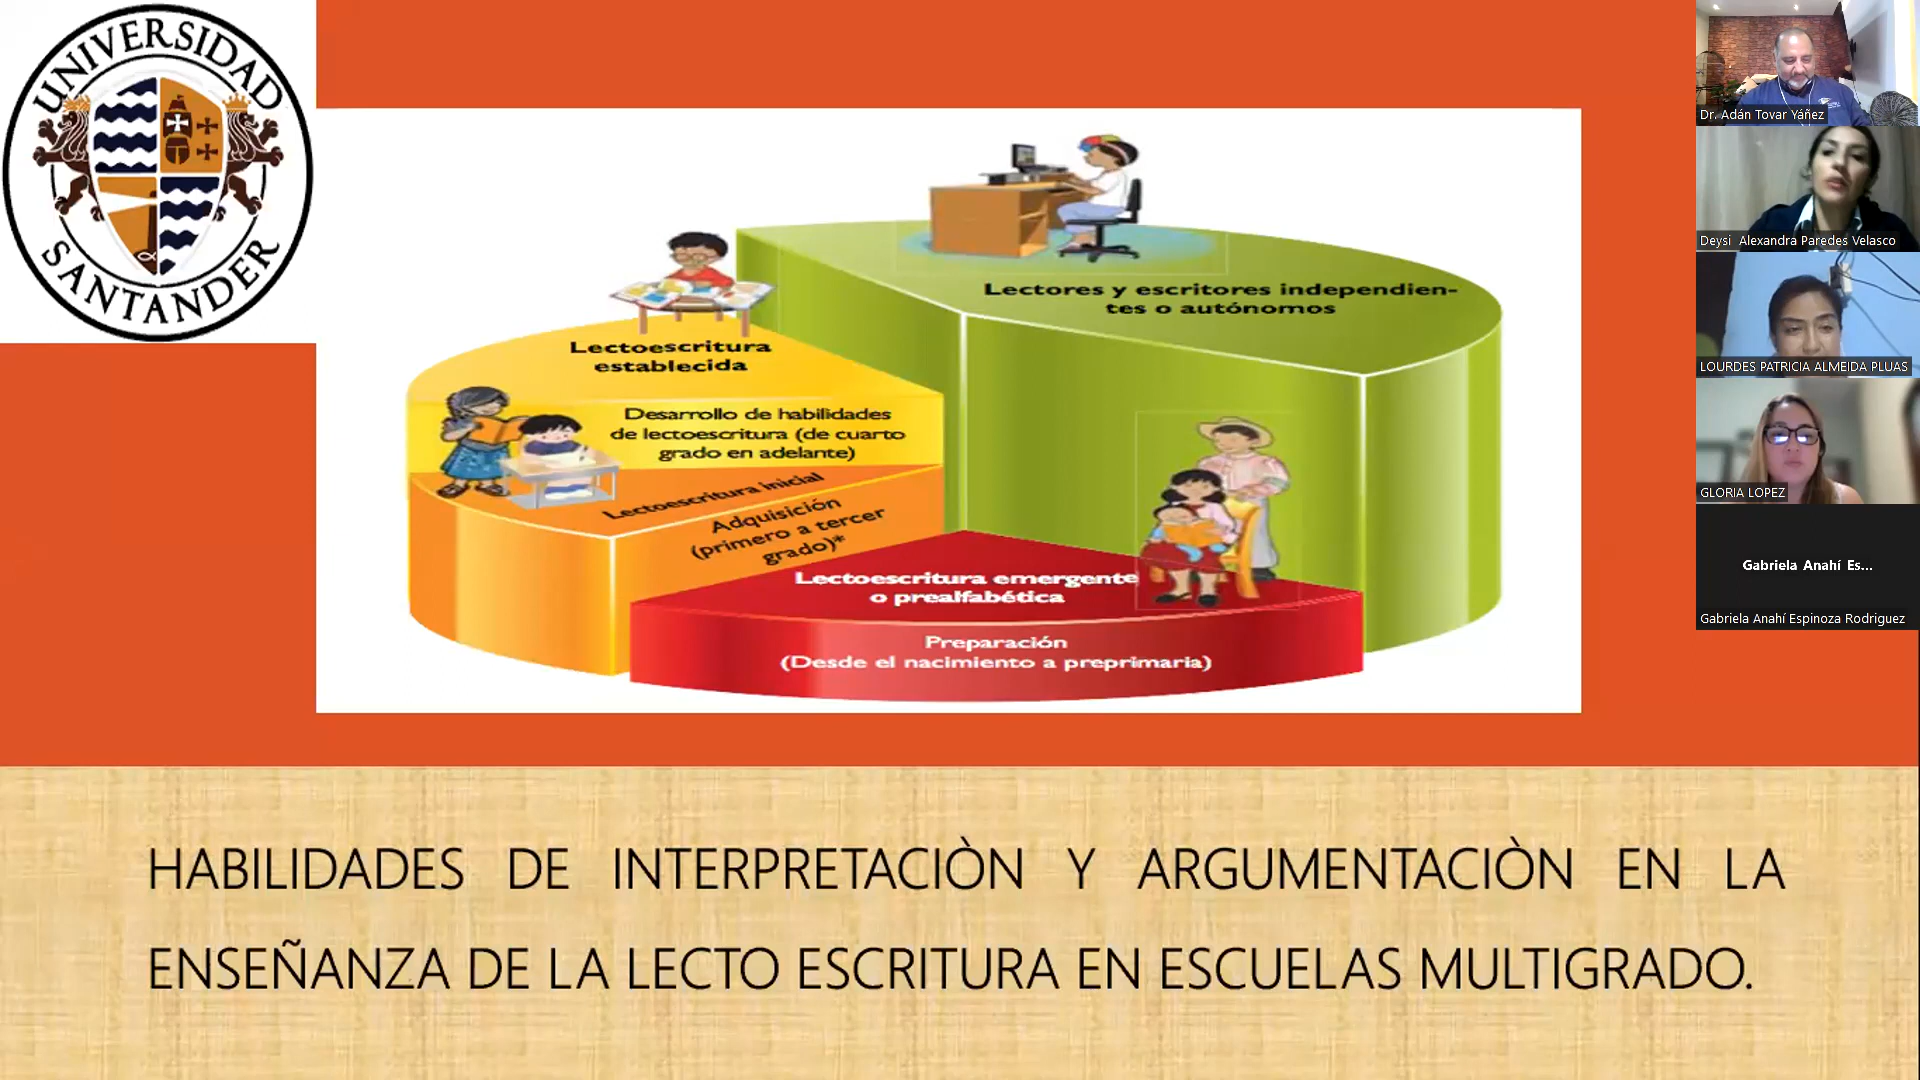 UNIVERSIDAD
SANTANDER
Lectores y escritores independien-
tes o autónomos
Lectoescritura
establecida
Desarrollo de habilidades
de lectoescritura (de cuarto
grado en adelante)
Lectoescritura inicial
Adquisición
(primero a tercer
grado)*
Lectoescritura emergente
o prealfabética
Preparación
(Desde el nacimiento a preprimaria)
HABILIDADES DE INTERPRETACIÒN Y ARGUMENTACIÒN EN LA
ENSEÑANZA DE LA LECTO ESCRITURA EN ESCUELAS MULTIGRADO.
Dr. Adán Tovar Yáñez
Deysi Alexandra Paredes Velasco
LOURDES PATRICIA ALMEIDA PLUAS
GLORIA LOPEZ
Gabriela Anahí Es...
Gabriela Anahí Espinoza Rodriguez